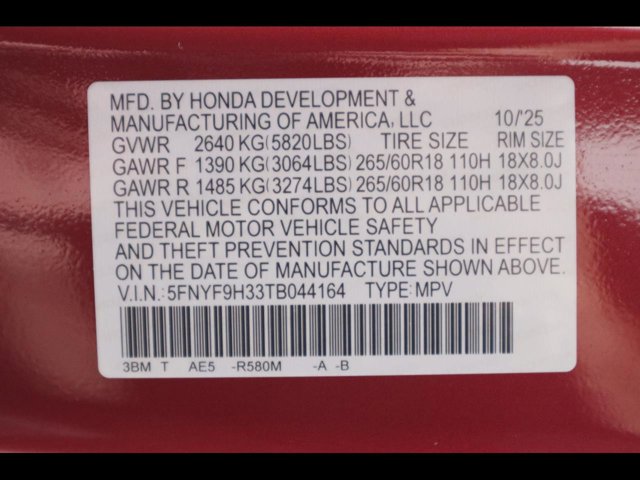 MFD. BY HONDA DEVELOPMENT &
MANUFACTURING OF AMERICA, LLC 10/'25
GVWR 2640 KG(5820LBS) TIRE SIZE RIM SIZE
GAWR F 1390 KG(3064LBS) 265/60R18 110H 18X8.0J
GAWR R 1485 KG(3274LBS) 265/60R18 110H 18X8.0J
THIS VEHICLE CONFORMS TO ALL APPLICABLE
FEDERAL MOTOR VEHICLE SAFETY
AND THEFT PREVENTION STANDARDS IN EFFECT
ON THE DATE OF MANUFACTURE SHOWN ABOVE.
V.I.N.: 5FNYF9H33TB044164 TYPE: MPV
3BM T AE5 -R580M -A -B